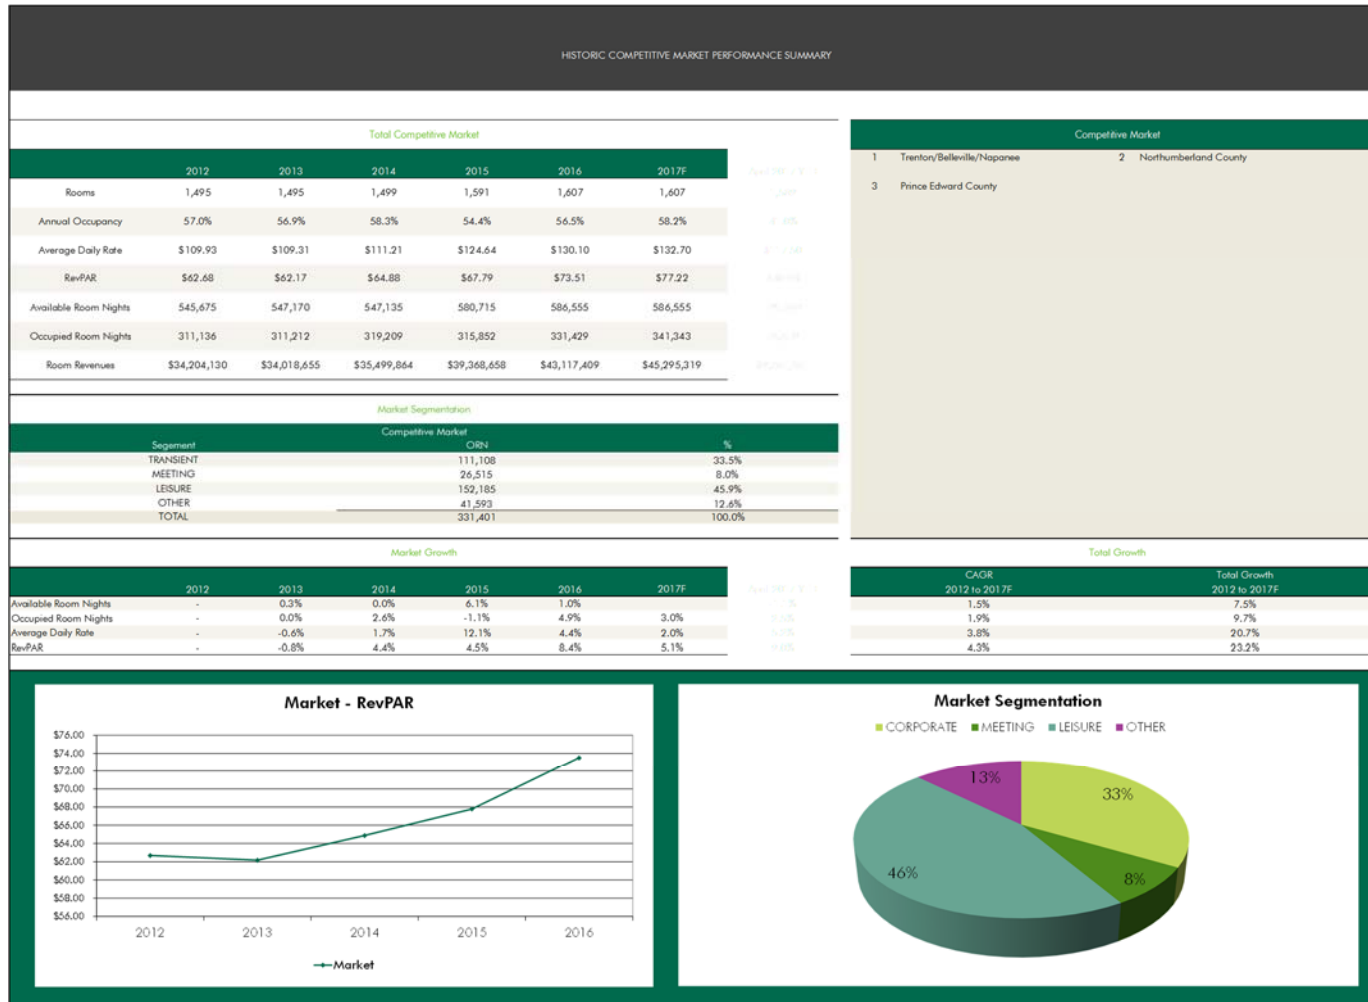 HISTORIC COMPETITIVE MARKET PERFORMANCE SUMMARY
Total Competitive Market
2012 2013 2014 2015 2016 2017F
Rooms 1,495 1,495 1,499 1,591 1,607 1,607
Annual Occupancy 57.0% 56.9% 58.3% 54.4% 56.5% 58.2%
Average Daily Rate $109.93 $109.31 $111.21 $124.64 $130.10 $132.70
RevPAR $62.68 $62.17 $64.88 $67.79 $73.51 $77.22
Available Room Nights 545,675 547,170 547,135 580,715 586,555 586,555
Occupied Room Nights 311,136 311,212 319,209 315,852 331,429 341,343
Room Revenues $34,204,130 $34,018,655 $35,499,864 $39,368,658 $43,117,409 $45,295,319
Competitive Market
1 Trenton/Belleville/Napanee 2 Northumberland County
3 Prince Edward County
Market Segmentation
Competitive Market
Segement ORN %
TRANSIENT 111,108 33.5%
MEETING 26,515 8.0%
LEISURE 152,185 45.9%
OTHER 41,593 12.6%
TOTAL 331,401 100.0%
Market Growth
2012 2013 2014 2015 2016 2017F
Available Room Nights - 0.3% 0.0% 6.1% 1.0%
Occupied Room Nights - 0.0% 2.6% -1.1% 4.9% 3.0%
Average Daily Rate - -0.6% 1.7% 12.1% 4.4% 2.0%
RevPAR - -0.8% 4.4% 4.5% 8.4% 5.1%
Total Growth
CAGR Total Growth
2012 to 2017F 2012 to 2017F
1.5% 7.5%
1.9% 9.7%
3.8% 20.7%
4.3% 23.2%
Market - RevPAR
$76.00
$74.00
$72.00
$70.00
$68.00
$66.00
$64.00
$62.00
$60.00
$58.00
$56.00
2012 2013 2014 2015 2016
Market
Market Segmentation
CORPORATE MEETING LEISURE OTHER
13%
33%
46%
8%